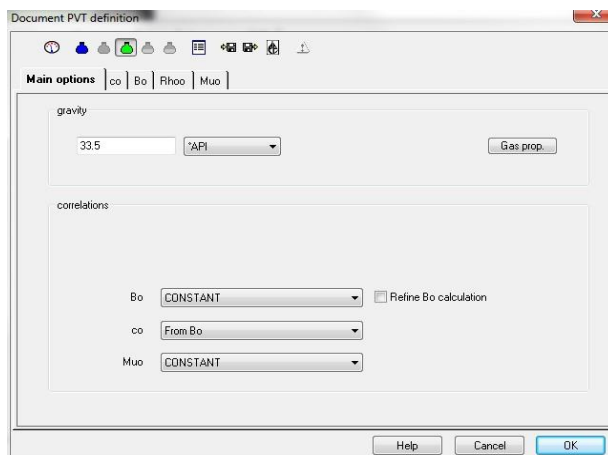 Document PVT definition
Main options co Bo Rhoo Muo
gravity
33.5 °API Gas prop.
correlations
Bo CONSTANT Refine Bo calculation
co From Bo
Muo CONSTANT
Help Cancel OK